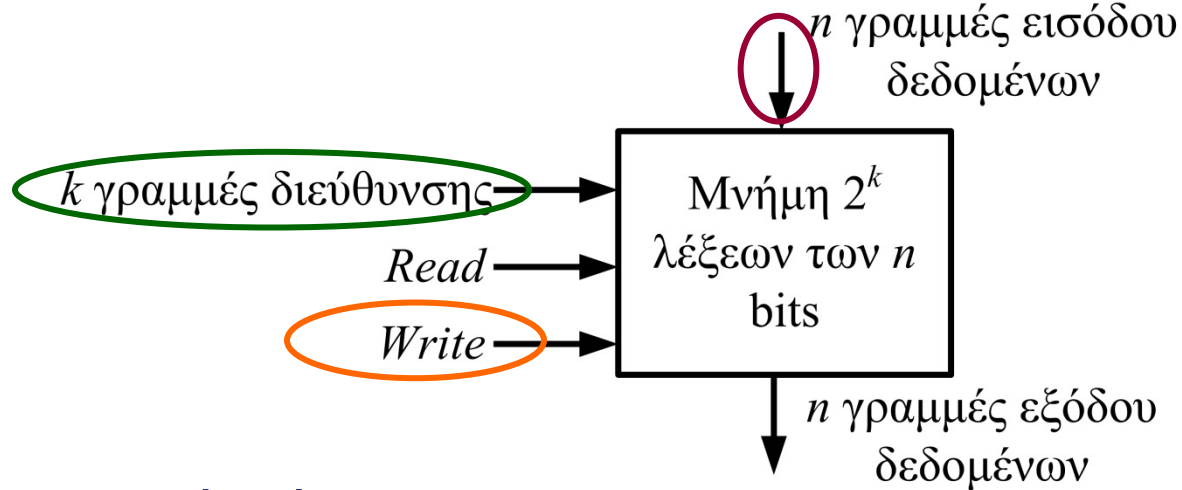 n γραμμές εισόδου
δεδομένων
k γραμμές διεύθυνσης
Read
Write
Μνήμη 2^k
λέξεων των n
bits
n γραμμές εξόδου
δεδομένων